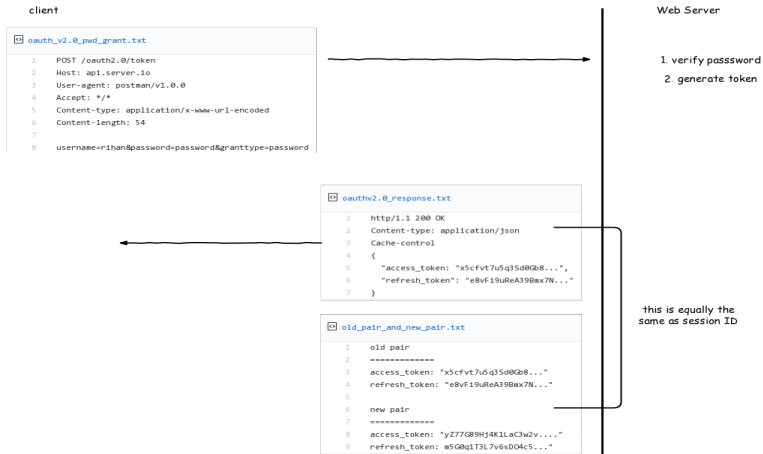 client
Web Server
oauth_v2.0_pwd_grant.txt
1 POST /oauth2.0/token
2 Host: api.server.io
3 User-agent: postman/v1.0.0
4 Accept: */*
5 Content-type: application/x-www-url-encoded
6 Content-length: 54
7
8 username=rihan&password=password&granttype=password
1. verify passsword
2. generate token
oauthv2.0_response.txt
1 http/1.1 200 OK
2 Content-type: application/json
3 Cache-control
4 {
5 "access_token: "x5cfvt7u5q3Sd0Gb8...",
6 "refresh_token": "e8vFi9uReA39Bmx7N..."
7 }
this is equally the
same as session ID
old_pair_and_new_pair.txt
1 old pair
2 =============
3 access_token: "x5cfvt7u5q3Sd0Gb8..."
4 refresh_token: "e8vFi9uReA39Bmx7N..."
5
6 new pair
7 =============
8 access_token: "yZ77GB9Hj4K1LaC3w2v...."
9 refresh_token: m5G0q1T3L7v6sDO4c5...